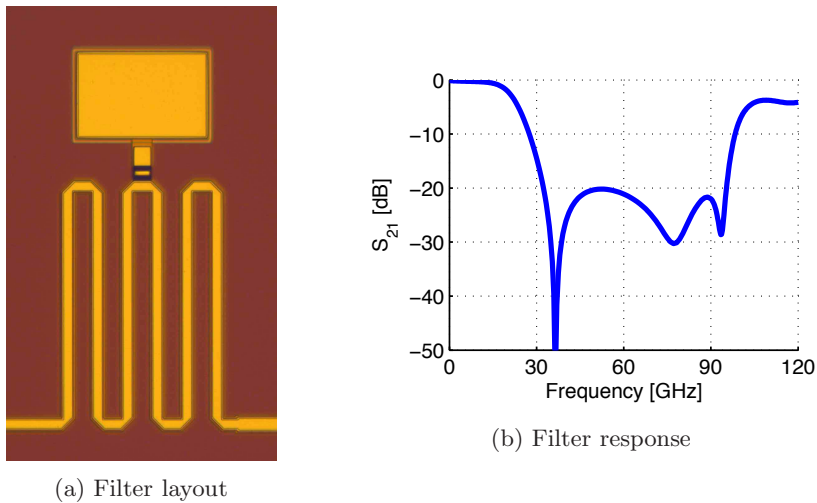 0
−10
−20
−30
−40
−50
S21 [dB]
0 30 60 90 120
Frequency [GHz]
(a) Filter layout
(b) Filter response